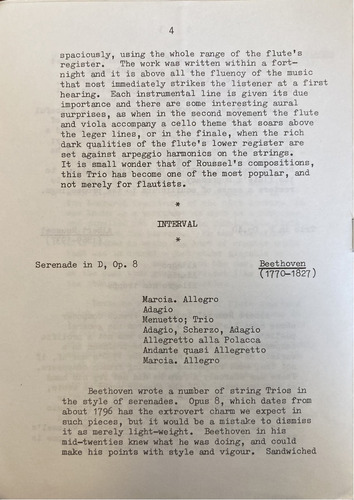 4
spaciously, using the whole range of the flute's
register. The work was written within a fort-
night and it is above all the fluency of the music
that most immediately strikes the listener at a first
hearing. Each instrumental line is given its due
importance and there are some interesting aural
surprises, as when in the second movement the flute
and viola accompany a cello theme that soars above
the leger lines, or in the finale, when the rich
dark qualities of the flute's lower register are
set against arpeggio harmonics on the strings.
It is small wonder that of Roussel's compositions,
this Trio has become one of the most popular, and
not merely for flautists.
*
INTERVAL
*
Serenade in D, Op. 8 Beethoven
(1770-1827)
Marcia. Allegro
Adagio
Menuetto; Trio
Adagio, Scherzo, Adagio
Allegretto alla Polacca
Andante quasi Allegretto
Marcia. Allegro
Beethoven wrote a number of string Trios in
the style of serenades. Opus 8, which dates from
about 1796 has the extrovert charm we expect in
such pieces, but it would be a mistake to dismiss
it as merely light-weight. Beethoven in his
mid-twenties knew what he was doing, and could
make his points with style and vigour. Sandwiched